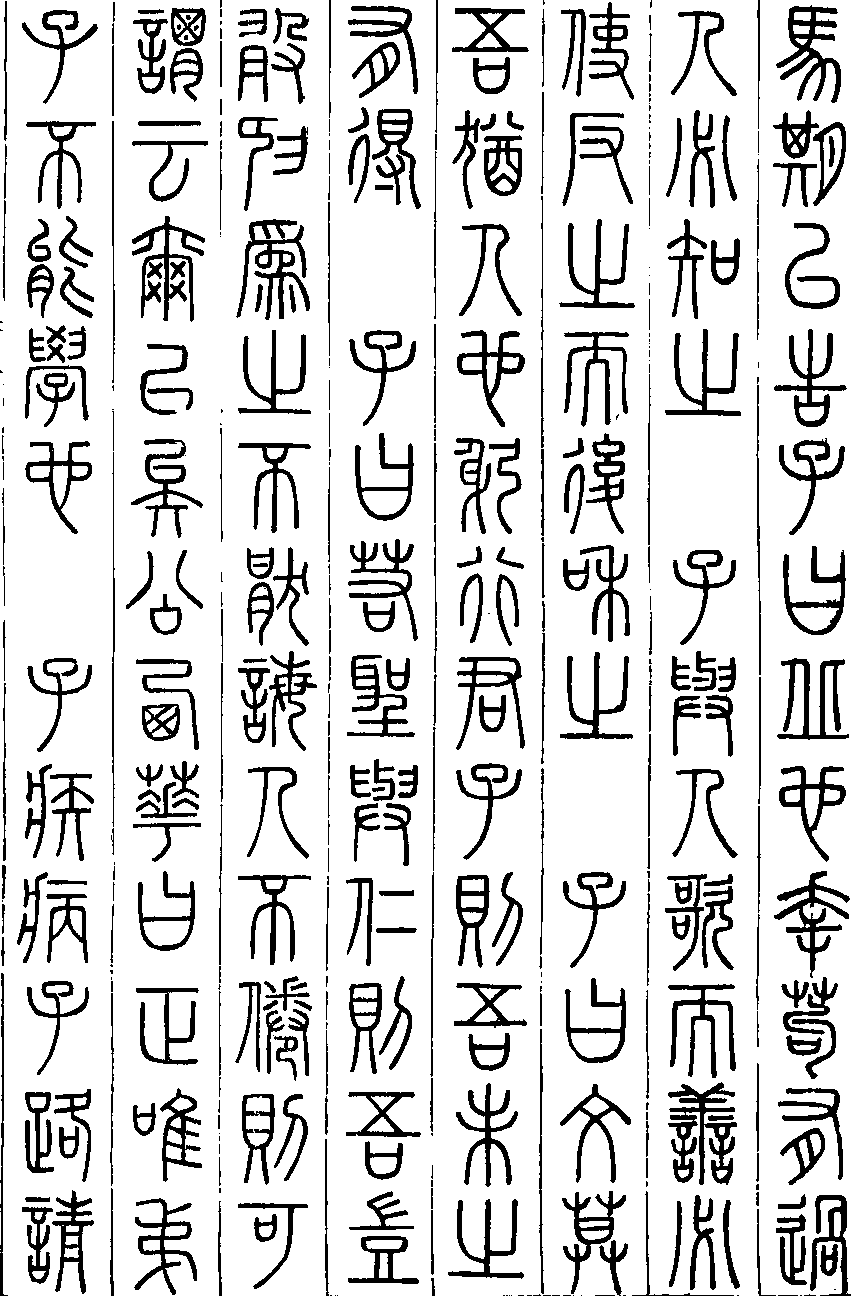 馬期以告子曰丘也幸苟有過
人必知之 子與人歌而善必
使反之而後和之 子曰文莫
吾猶人也躬行君子則吾未之
有得 子曰若聖與仁則吾豈
敢抑為之不厭誨人不倦則可
謂云爾已矣公西華曰正唯弟
子不能學也 子疾病子路請